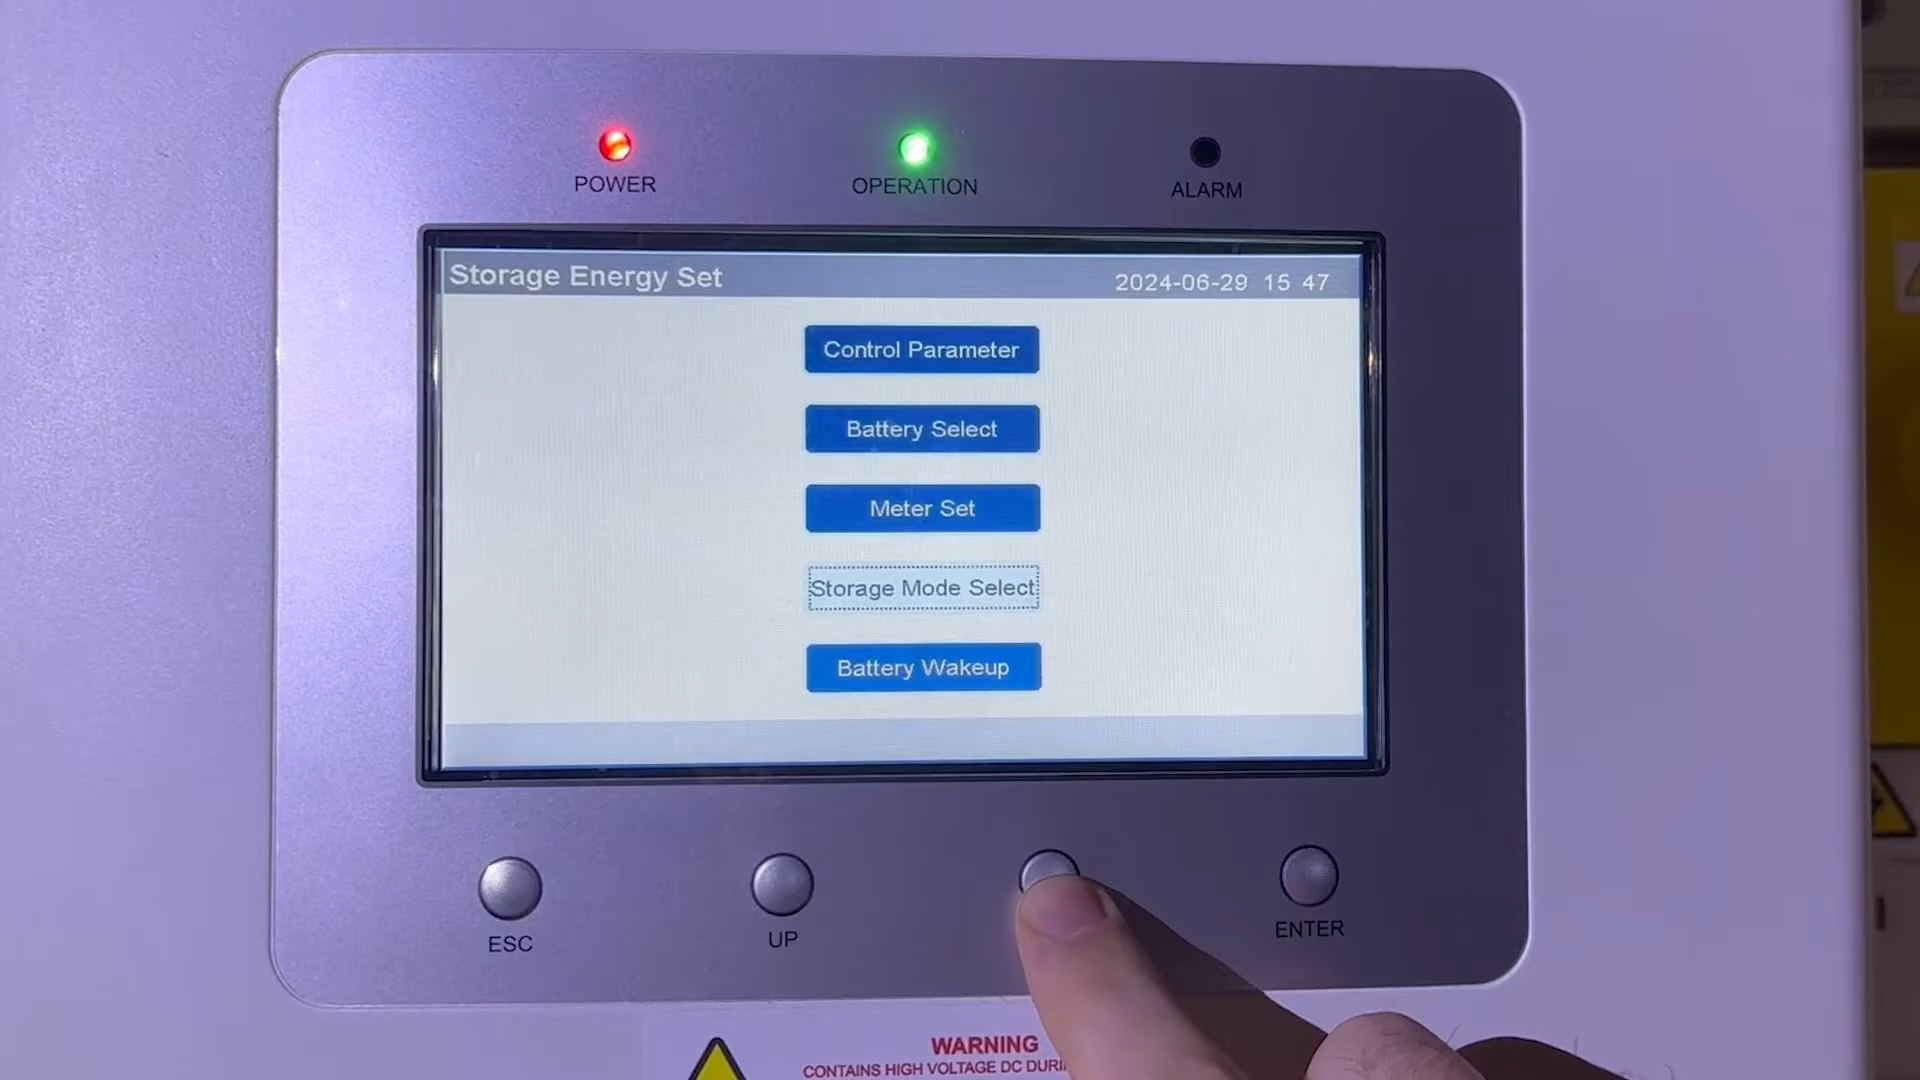 POWER
OPERATION
ALARM
Storage Energy Set
2024-06-29 15 47
Control Parameter
Battery Select
Meter Set
Storage Mode Select
Battery Wakeup
ESC
UP
ENTER
WARNING
CONTAINS HIGH VOLTAGE DC